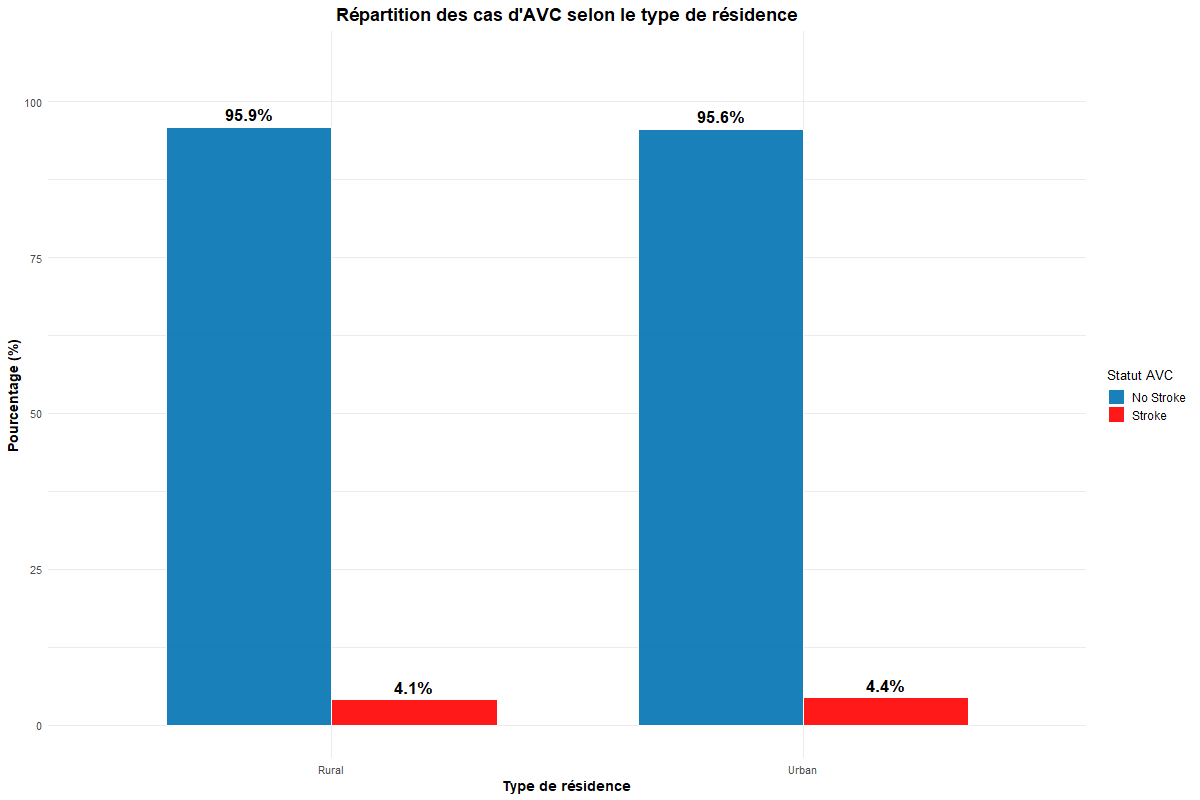 Répartition des cas d'AVC selon le type de résidence
Pourcentage (%)
100
75
50
25
0
95.9%
4.1%
95.6%
4.4%
Rural
Urban
Type de résidence
Statut AVC
No Stroke
Stroke